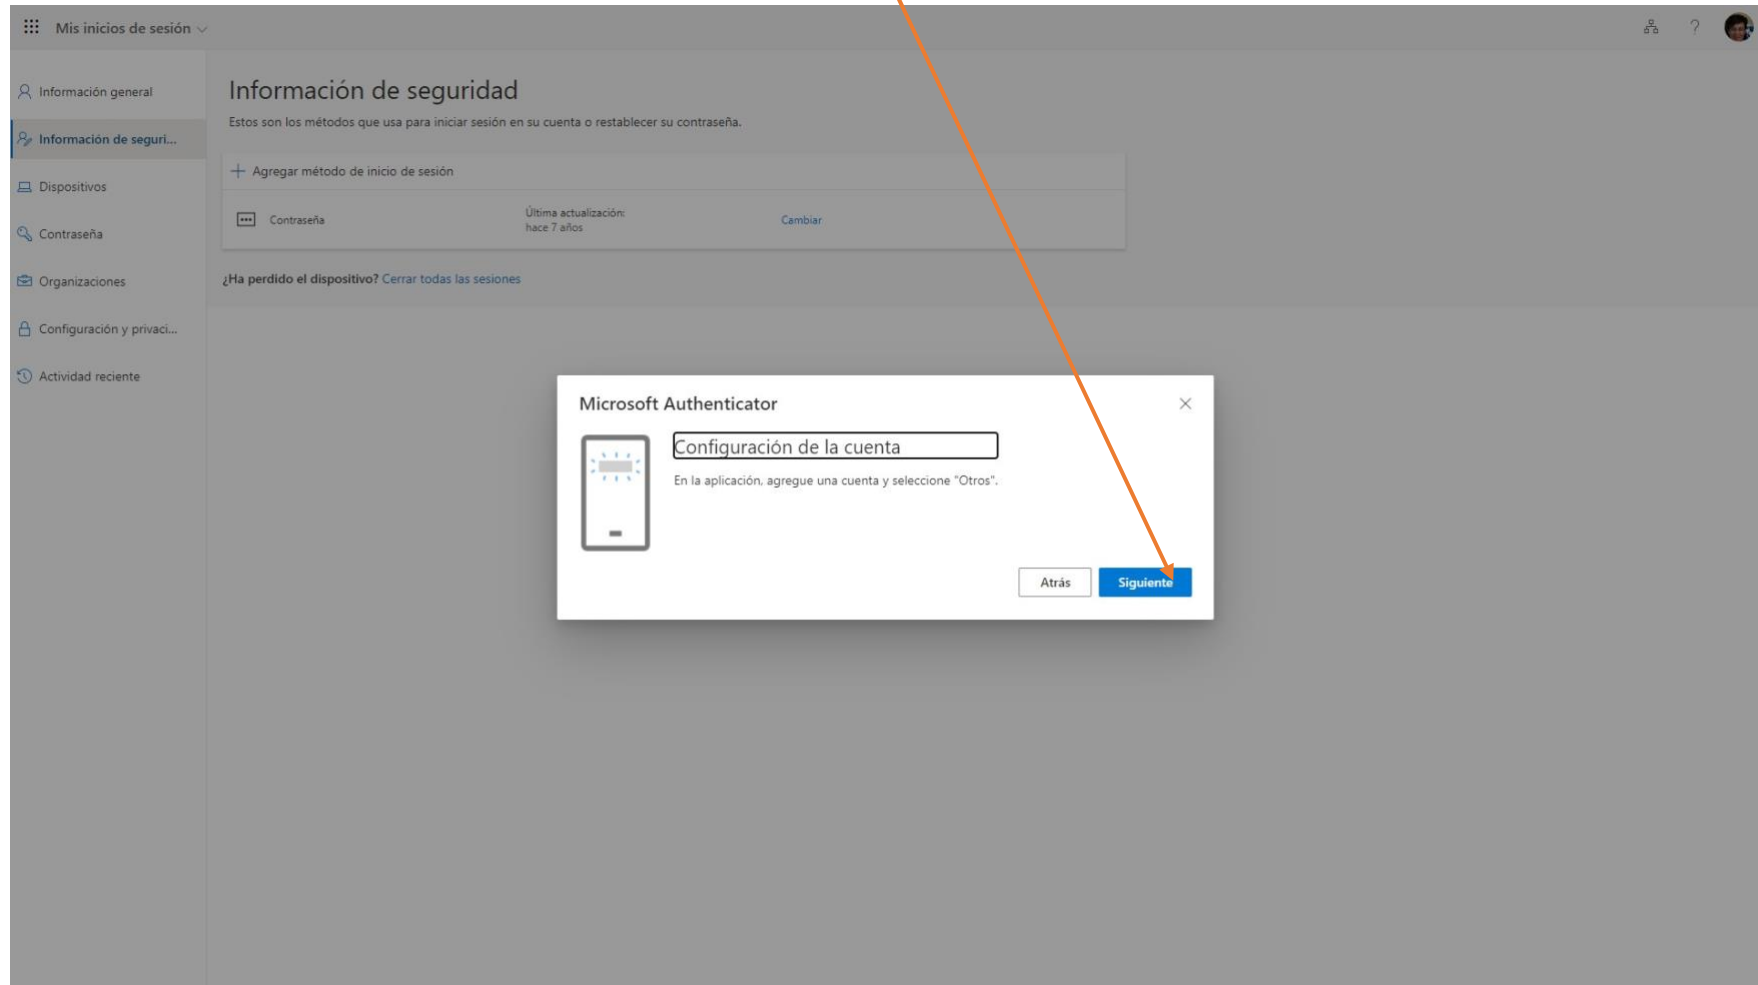 Mis inicios de sesión
?
Información general
Información de seguri...
Dispositivos
Contraseña
Organizaciones
Configuración y privaci...
Actividad reciente
Información de seguridad
Estos son los métodos que usa para iniciar sesión en su cuenta o restablecer su contraseña.
Agregar método de inicio de sesión
Contraseña
Última actualización:
hace 7 años
Cambiar
¿Ha perdido el dispositivo? Cerrar todas las sesiones
Microsoft Authenticator
Configuración de la cuenta
En la aplicación, agregue una cuenta y seleccione "Otros".
Atrás
Siguiente